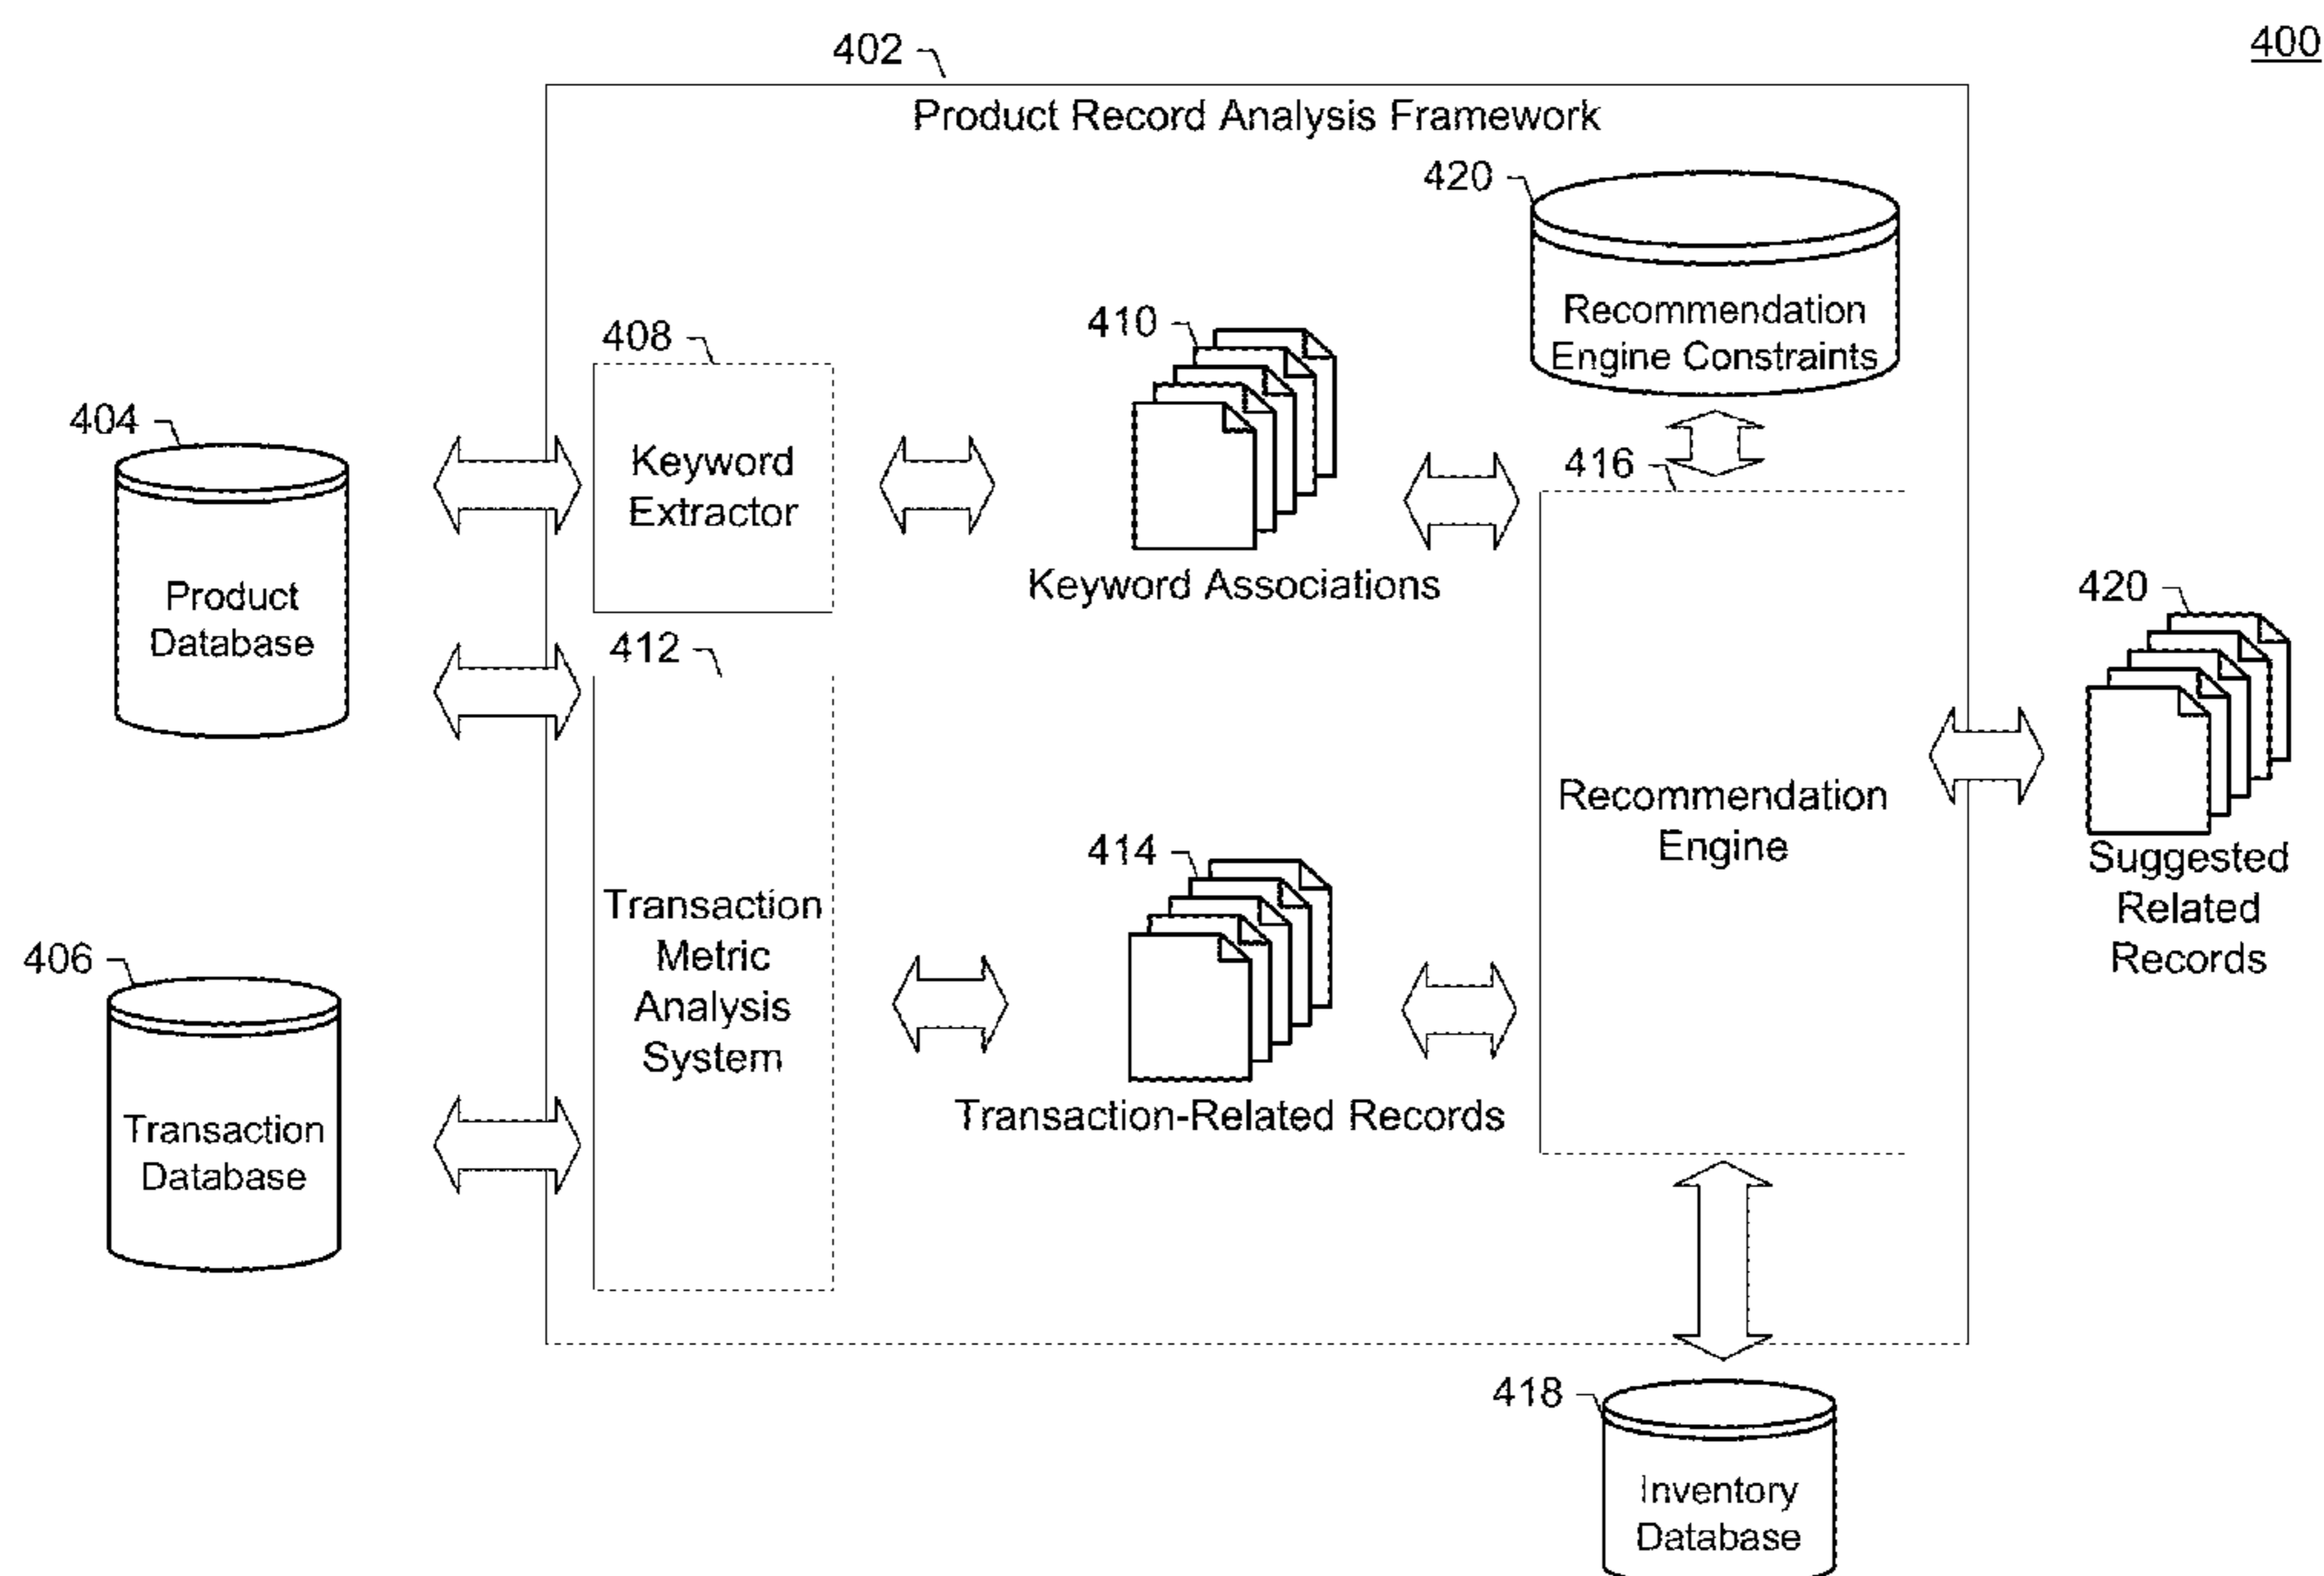 400
402
Product Record Analysis Framework
420
Recommendation
Engine Constraints
408
Keyword
Extractor
410
Keyword Associations
404
Product
Database
416
Recommendation
Engine
412
Transaction
Metric
Analysis
System
414
Transaction-Related Records
420
Suggested
Related
Records
406
Transaction
Database
418
Inventory
Database